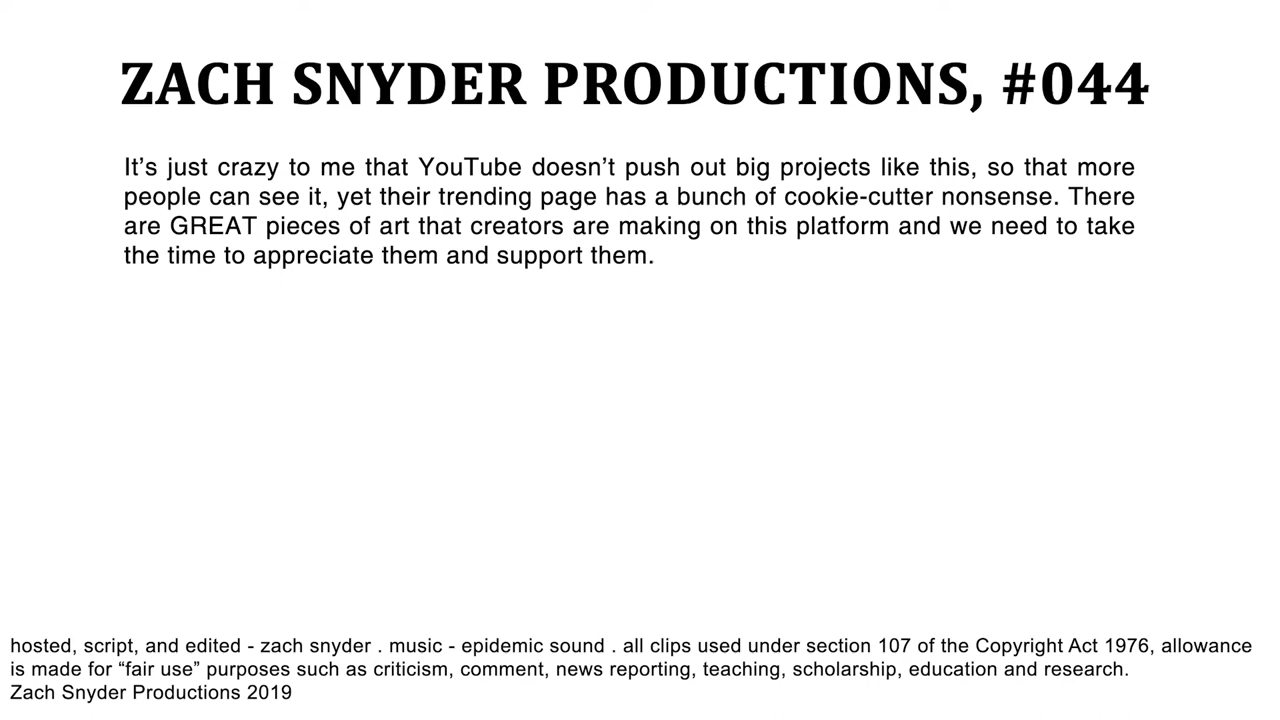 ZACH SNYDER PRODUCTIONS, #044
It’s just crazy to me that YouTube doesn’t push out big projects like this, so that more
people can see it, yet their trending page has a bunch of cookie-cutter nonsense. There
are GREAT pieces of art that creators are making on this platform and we need to take
the time to appreciate them and support them.
hosted, script, and edited - zach snyder . music - epidemic sound . all clips used under section 107 of the Copyright Act 1976, allowance
is made for “fair use” purposes such as criticism, comment, news reporting, teaching, scholarship, education and research.
Zach Snyder Productions 2019